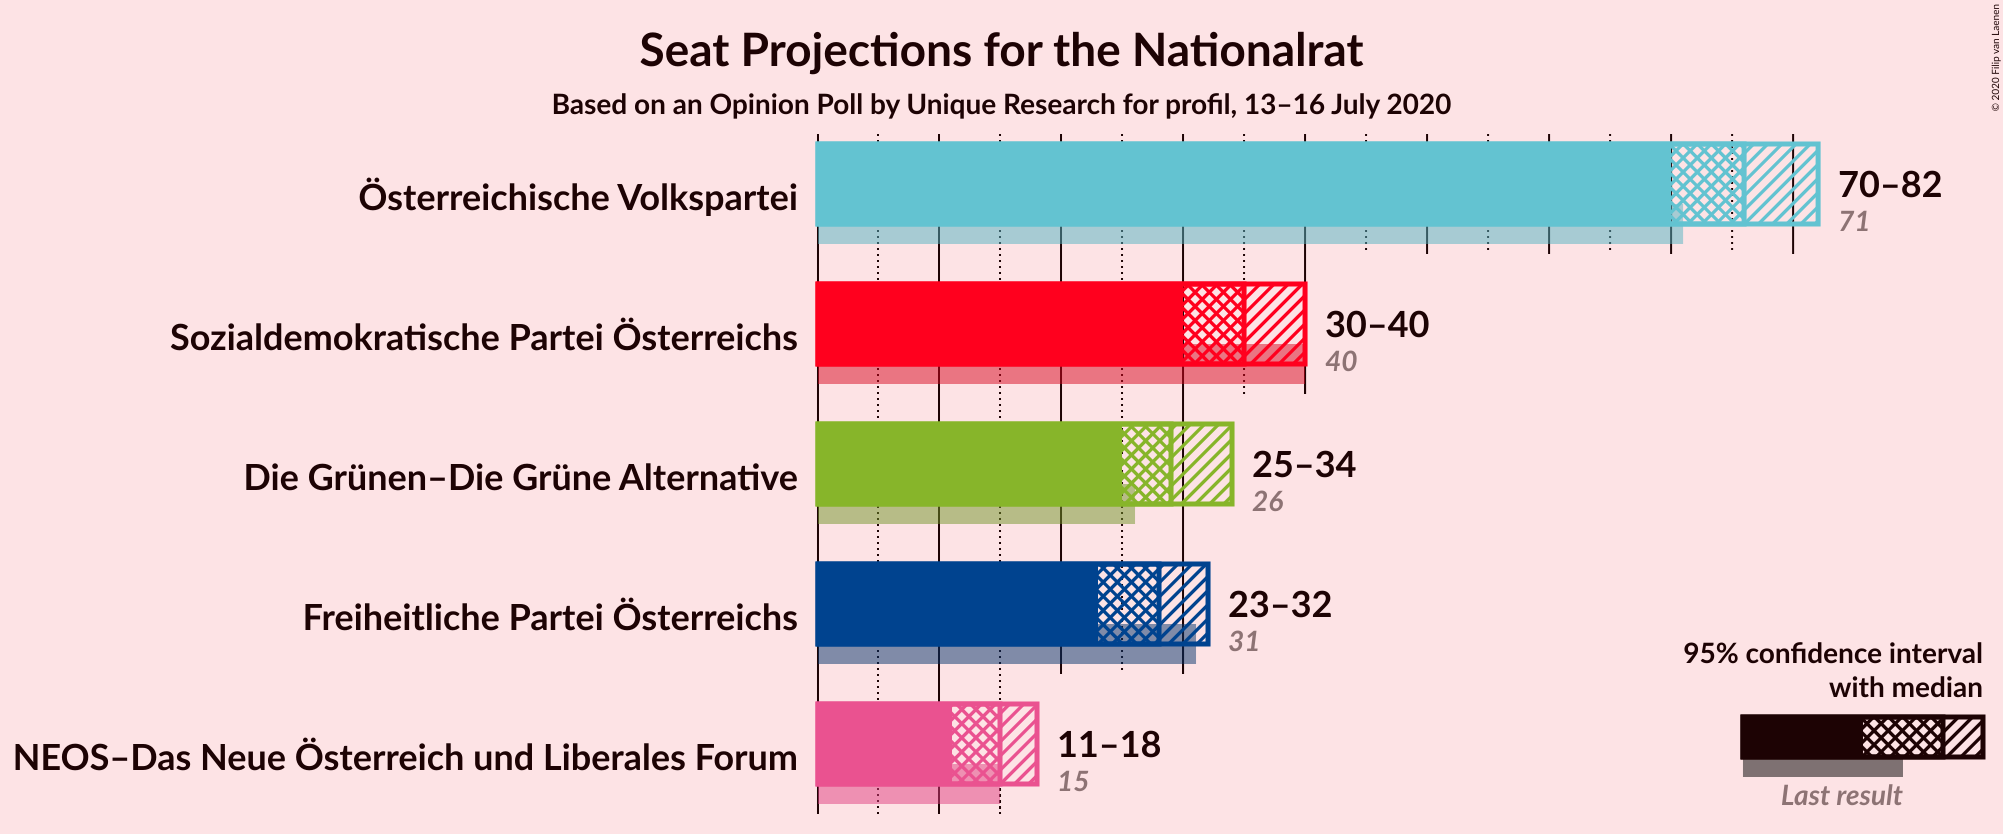 Seat Projections for the Nationalrat
Based on an Opinion Poll by Unique Research for profil, 13–16 July 2020
© 2020 Filip van Laenen
Österreichische Volkspartei
70–82
71
Sozialdemokratische Partei Österreichs
30–40
40
Die Grünen–Die Grüne Alternative
25–34
26
Freiheitliche Partei Österreichs
23–32
31
NEOS–Das Neue Österreich und Liberales Forum
11–18
15
95% confidence interval
with median
Last result